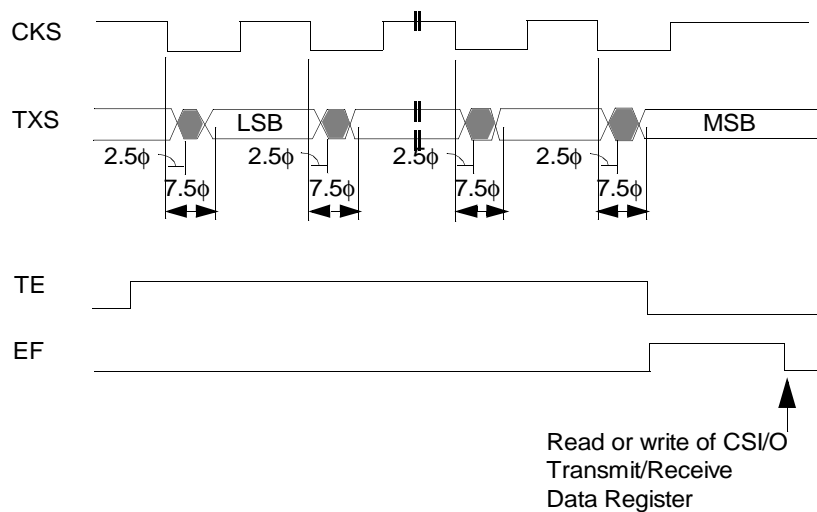 CKS
TXS
LSB
MSB
2.5ϕ
2.5ϕ
2.5ϕ
2.5ϕ
7.5ϕ
7.5ϕ
7.5ϕ
7.5ϕ
TE
EF
Read or write of CSI/O
Transmit/Receive
Data Register